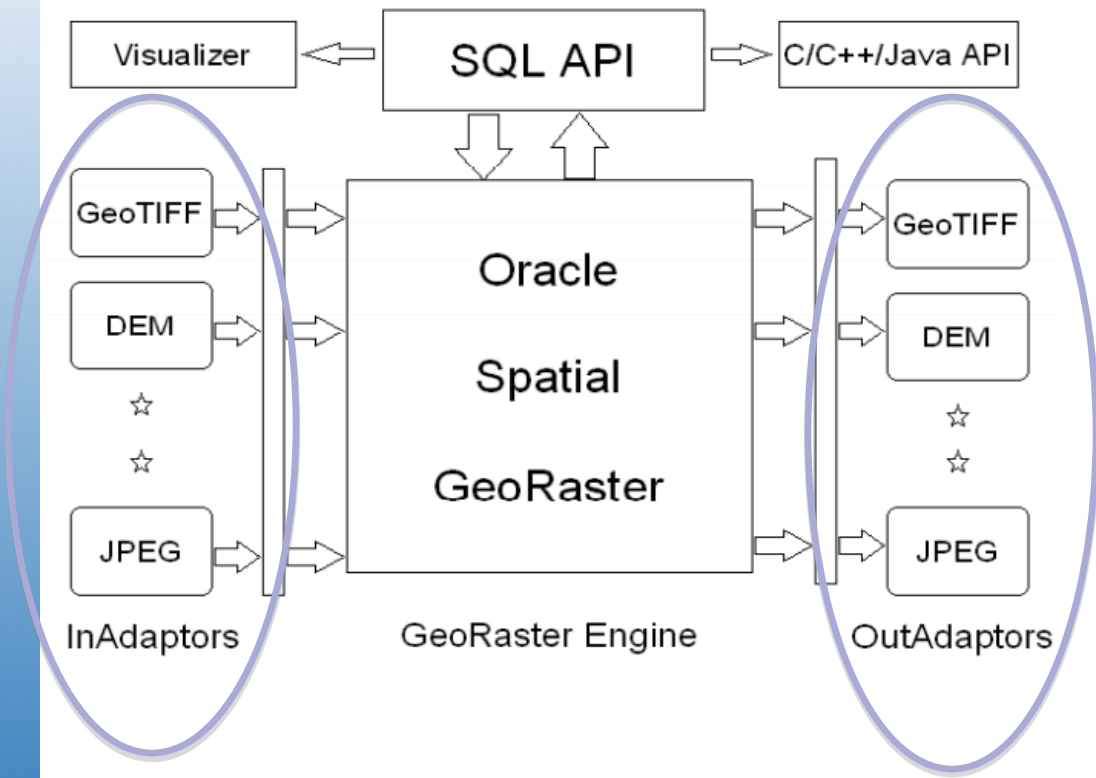 Visualizer
SQL API
C/C++/Java API
GeoTIFF
DEM
JPEG
InAdaptors
Oracle
Spatial
GeoRaster
GeoRaster Engine
GeoTIFF
DEM
JPEG
OutAdaptors